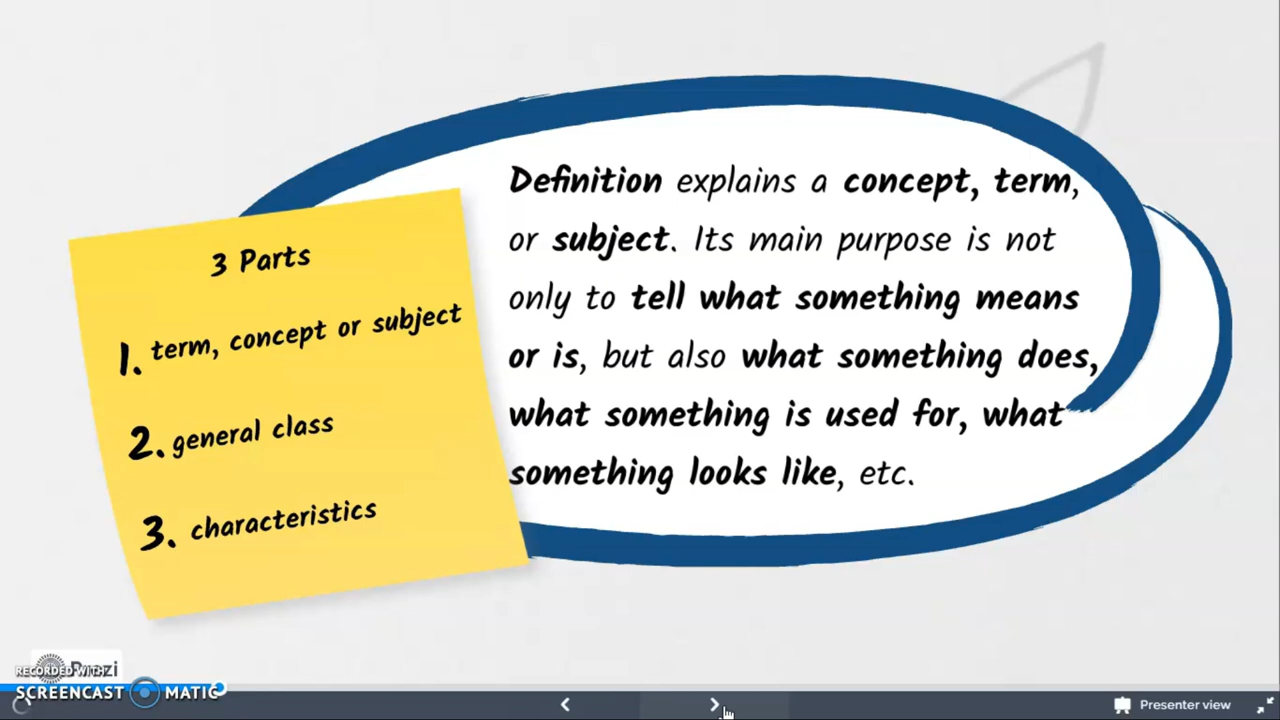 3 Parts
1. term, concept or subject
2. general class
3. characteristics
Definition explains a concept, term,
or subject. Its main purpose is not
only to tell what something means
or is, but also what something does,
what something is used for, what
something looks like, etc.
RECORDED WITH
Prezi
SCREENCAST MATIC
Presenter view